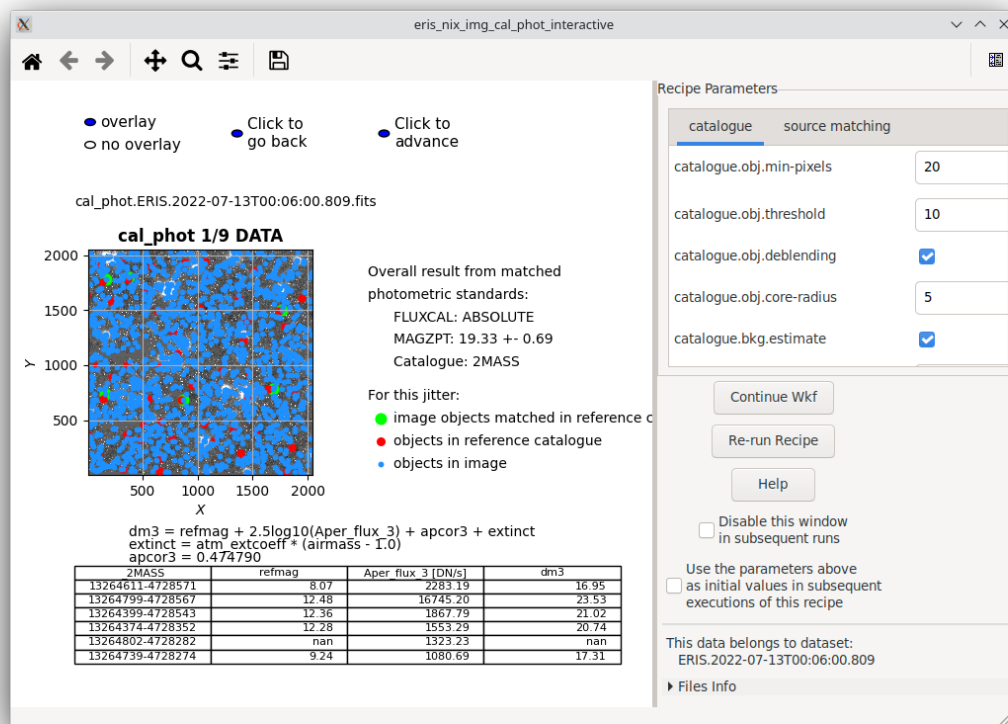 eris_nix_img_cal_phot_interactive
Recipe Parameters
overlay
no overlay
Click to
go back
Click to
advance
catalogue source matching
catalogue.obj.min-pixels 20
catalogue.obj.threshold 10
catalogue.obj.deblending
catalogue.obj.core-radius 5
catalogue.bkg.estimate
cal_phot.ERIS.2022-07-13T00:06:00.809.fits
cal_phot 1/9 DATA
2000
1500
1000
500
Y
500 1000 1500 2000
X
Overall result from matched
photometric standards:
FLUXCAL: ABSOLUTE
MAGZPT: 19.33 +- 0.69
Catalogue: 2MASS
For this jitter:
image objects matched in reference c
objects in reference catalogue
objects in image
dm3 = refmag + 2.5log10(Aper_flux_3) + apcor3 + extinct
extinct = atm_extcoeff * (airmass - 1.0)
apcor3 = 0.474790
2MASS refmag Aper_flux_3 [DN/s] dm3
13264611-4728571 8.07 2283.19 16.95
13264799-4728567 12.48 16745.20 23.53
13264399-4728543 12.36 1867.79 21.02
13264374-4728352 12.28 1553.29 20.74
13264802-4728282 nan 1323.23 nan
13264739-4728274 9.24 1080.69 17.31
Continue Wkf
Re-run Recipe
Help
Disable this window
in subsequent runs
Use the parameters above
as initial values in subsequent
executions of this recipe
This data belongs to dataset:
ERIS.2022-07-13T00:06:00.809
Files Info